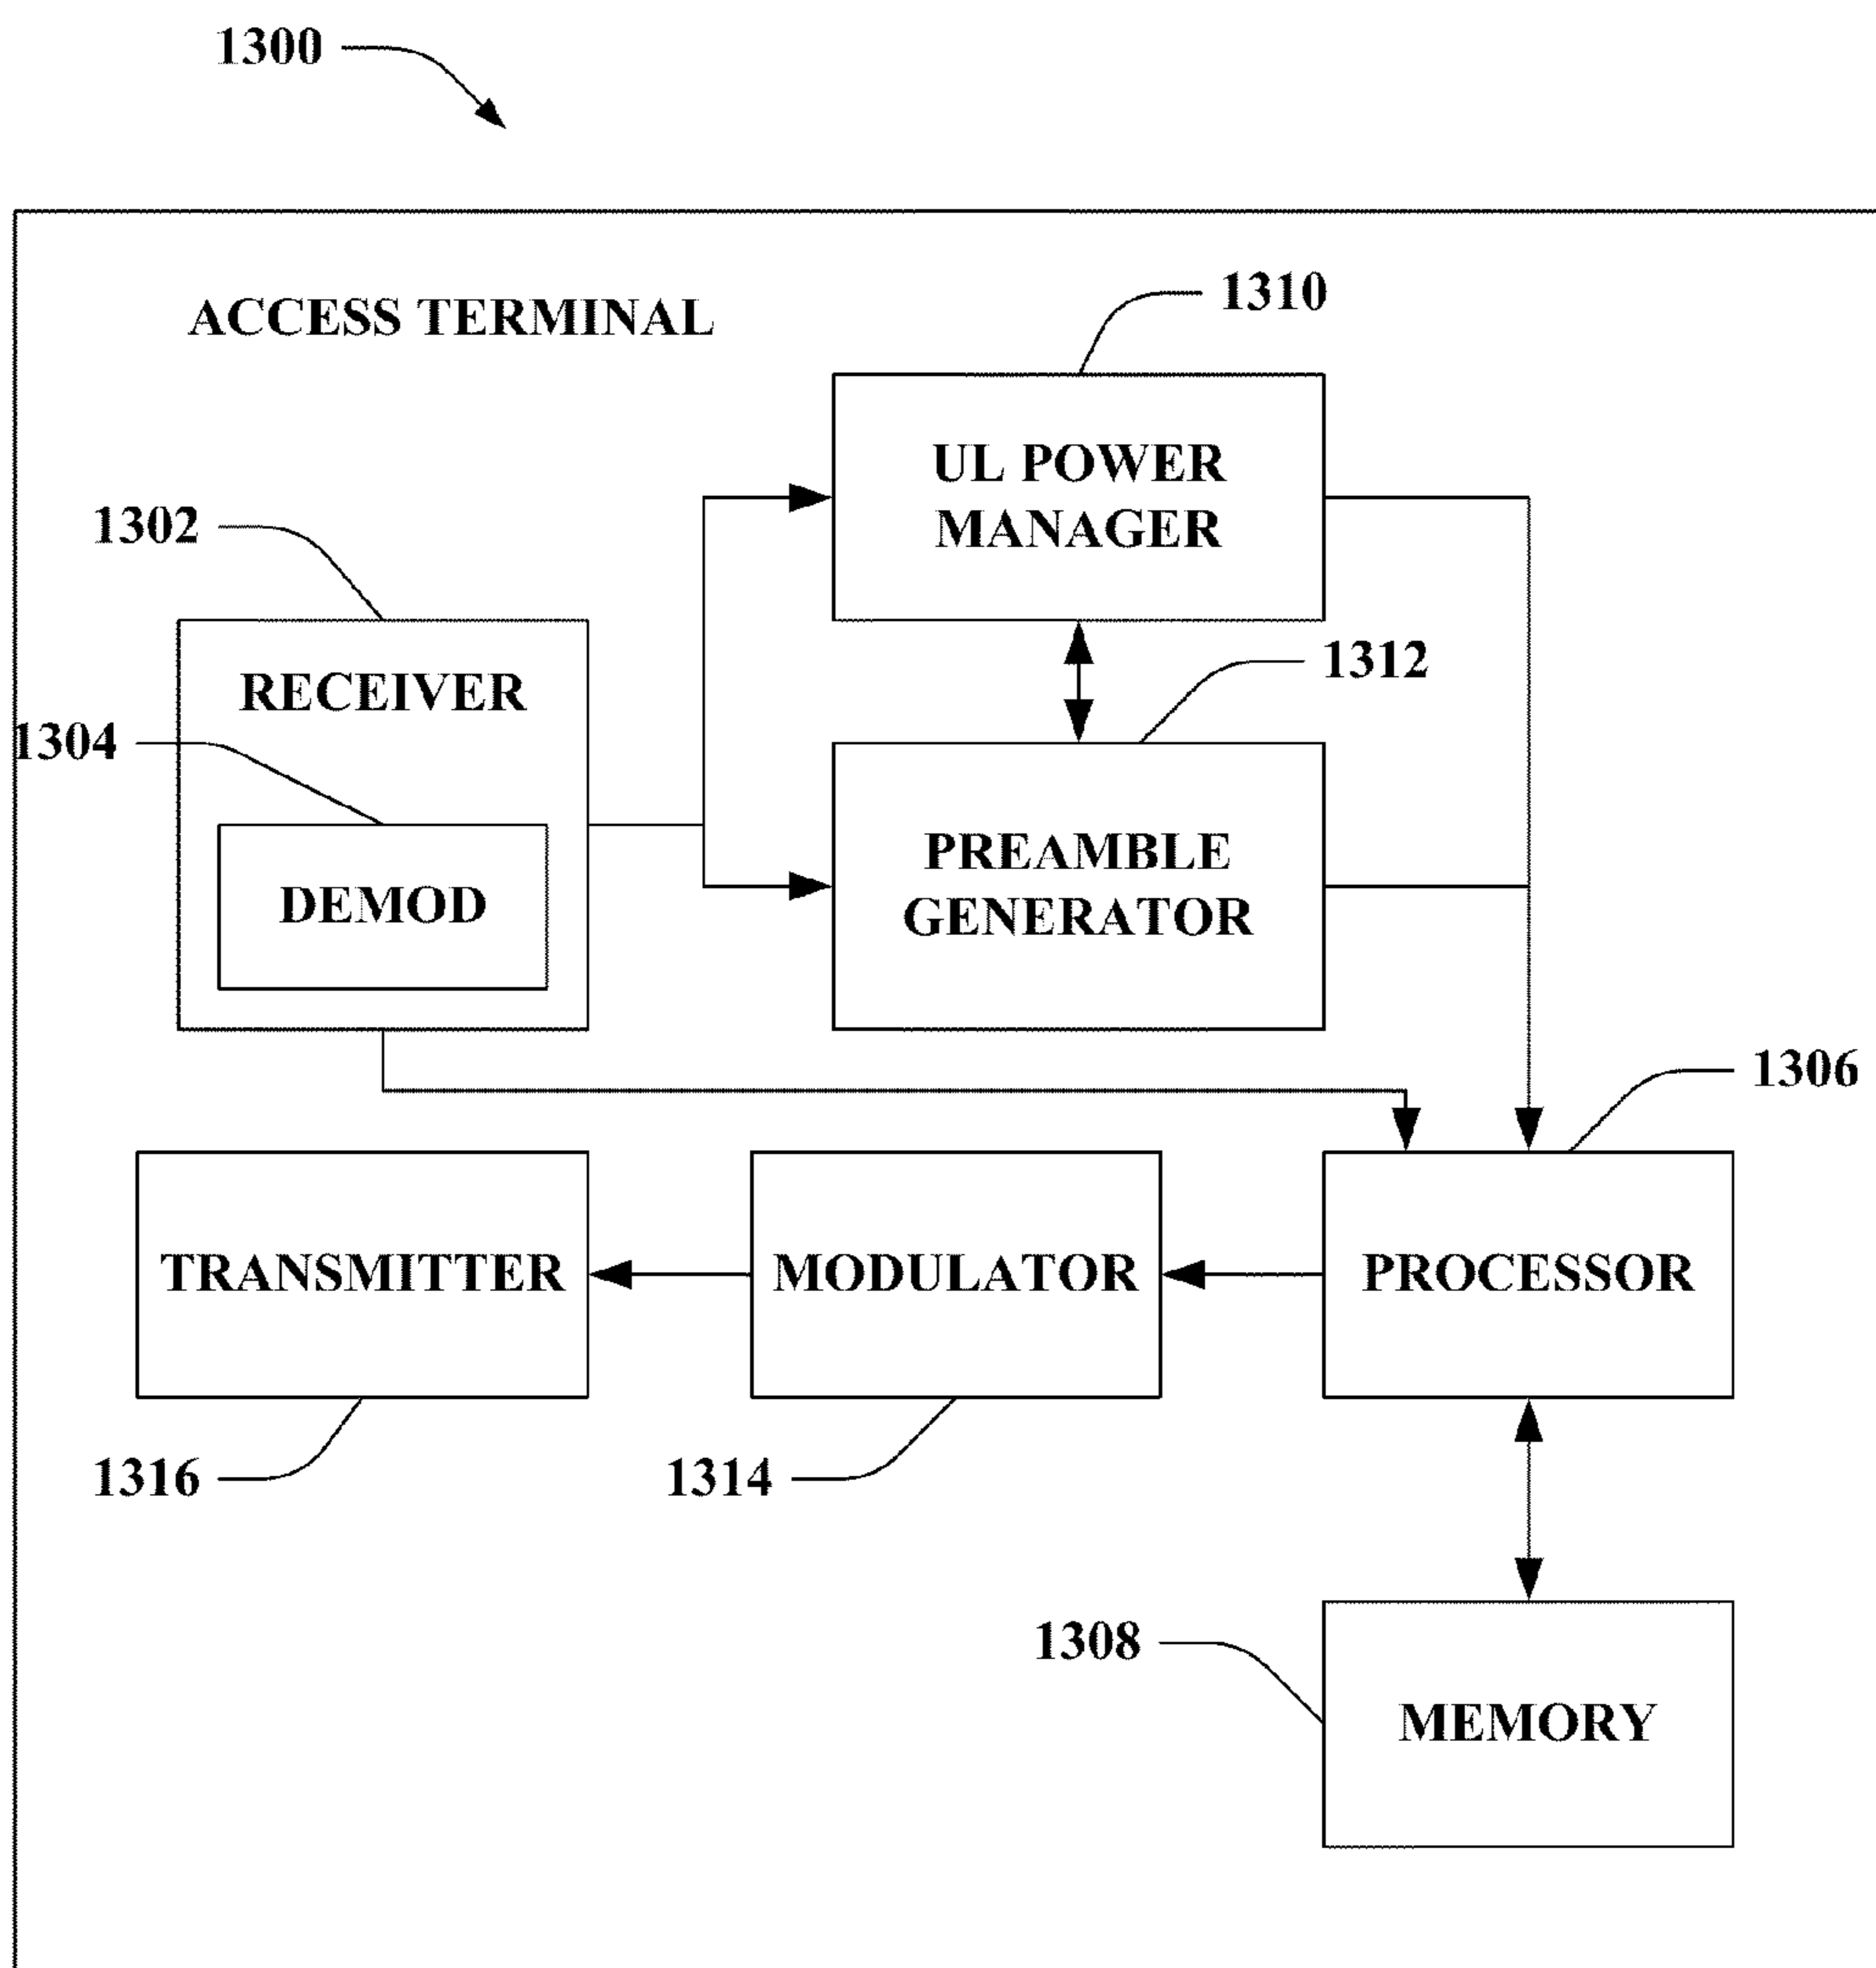 1300
ACCESS TERMINAL
1310
UL POWER
MANAGER
1302
1312
RECEIVER
1304
PREAMBLE
GENERATOR
DEMOD
1306
TRANSMITTER
MODULATOR
PROCESSOR
1316
1314
1308
MEMORY